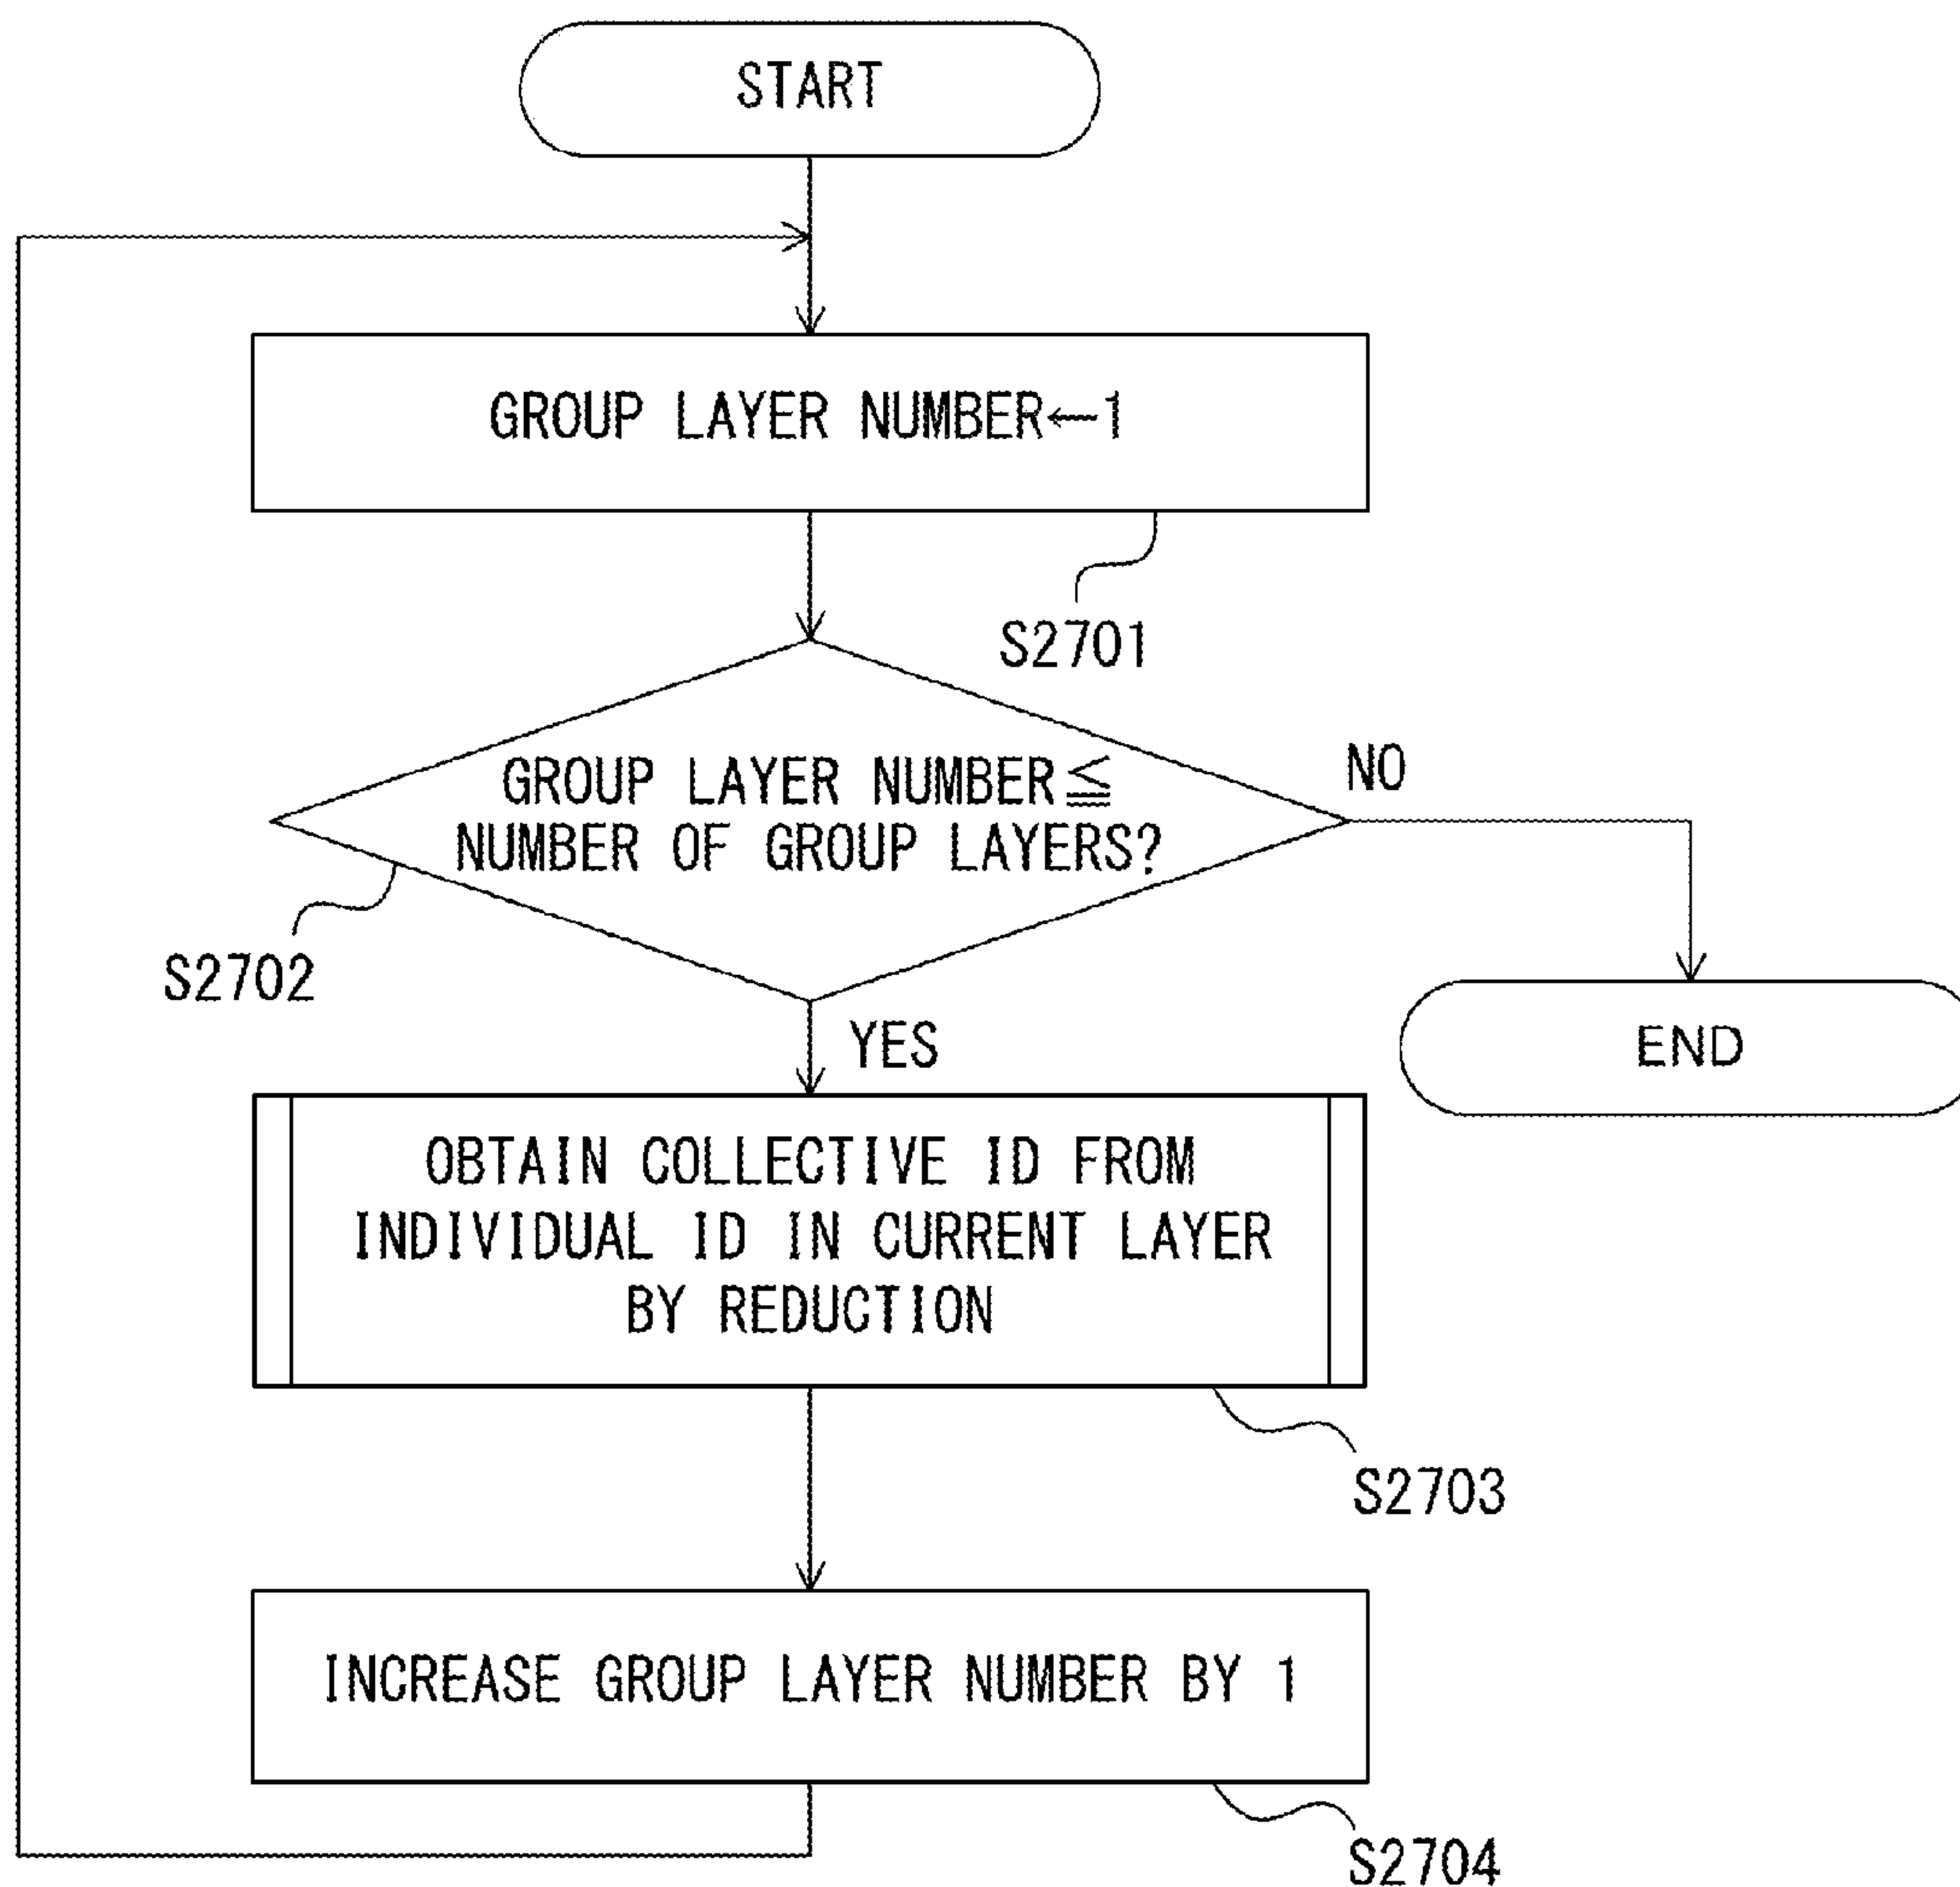 START
GROUP LAYER NUMBER←1
S2701
GROUP LAYER NUMBER≦
NUMBER OF GROUP LAYERS?
NO
S2702
YES
END
OBTAIN COLLECTIVE ID FROM
INDIVIDUAL ID IN CURRENT LAYER
BY REDUCTION
S2703
INCREASE GROUP LAYER NUMBER BY 1
S2704